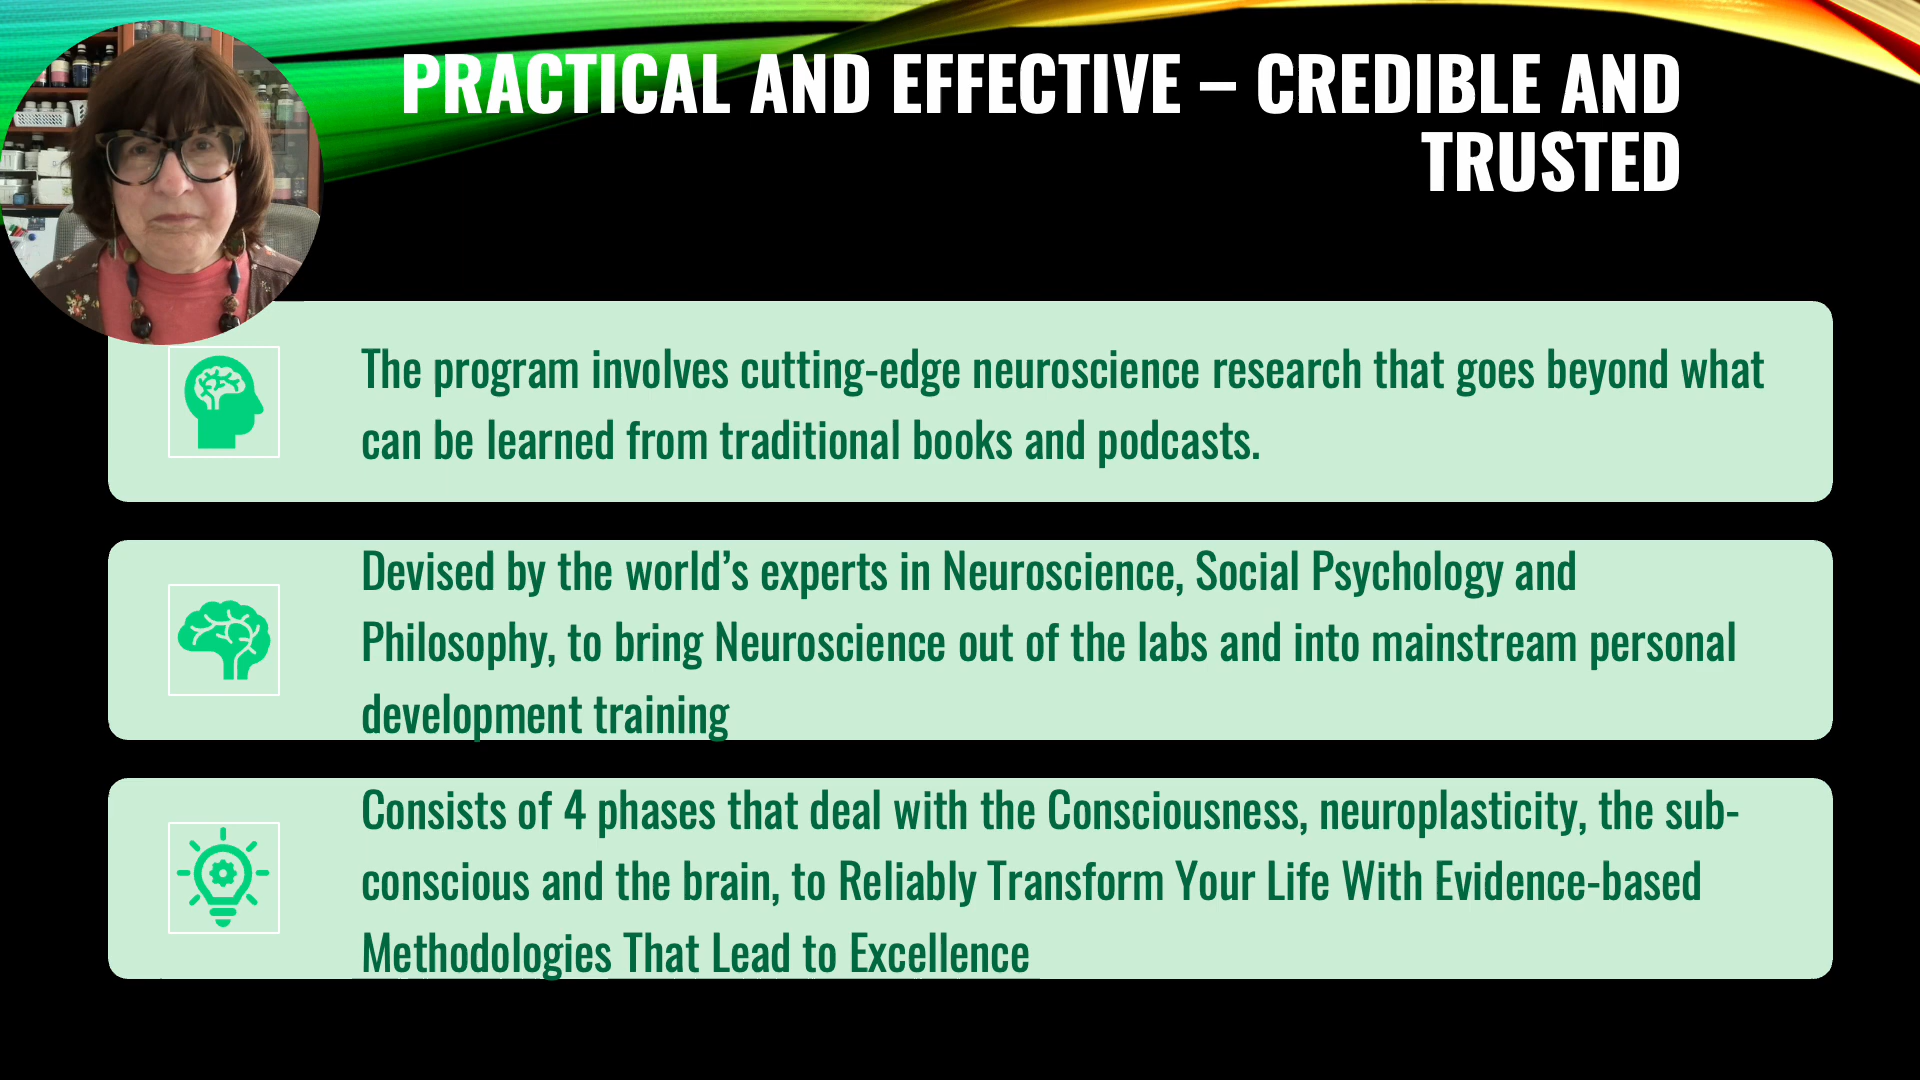 PRACTICAL AND EFFECTIVE – CREDIBLE AND
TRUSTED
The program involves cutting-edge neuroscience research that goes beyond what
can be learned from traditional books and podcasts.
Devised by the world’s experts in Neuroscience, Social Psychology and
Philosophy, to bring Neuroscience out of the labs and into mainstream personal
development training
Consists of 4 phases that deal with the Consciousness, neuroplasticity, the sub-
conscious and the brain, to Reliably Transform Your Life With Evidence-based
Methodologies That Lead to Excellence